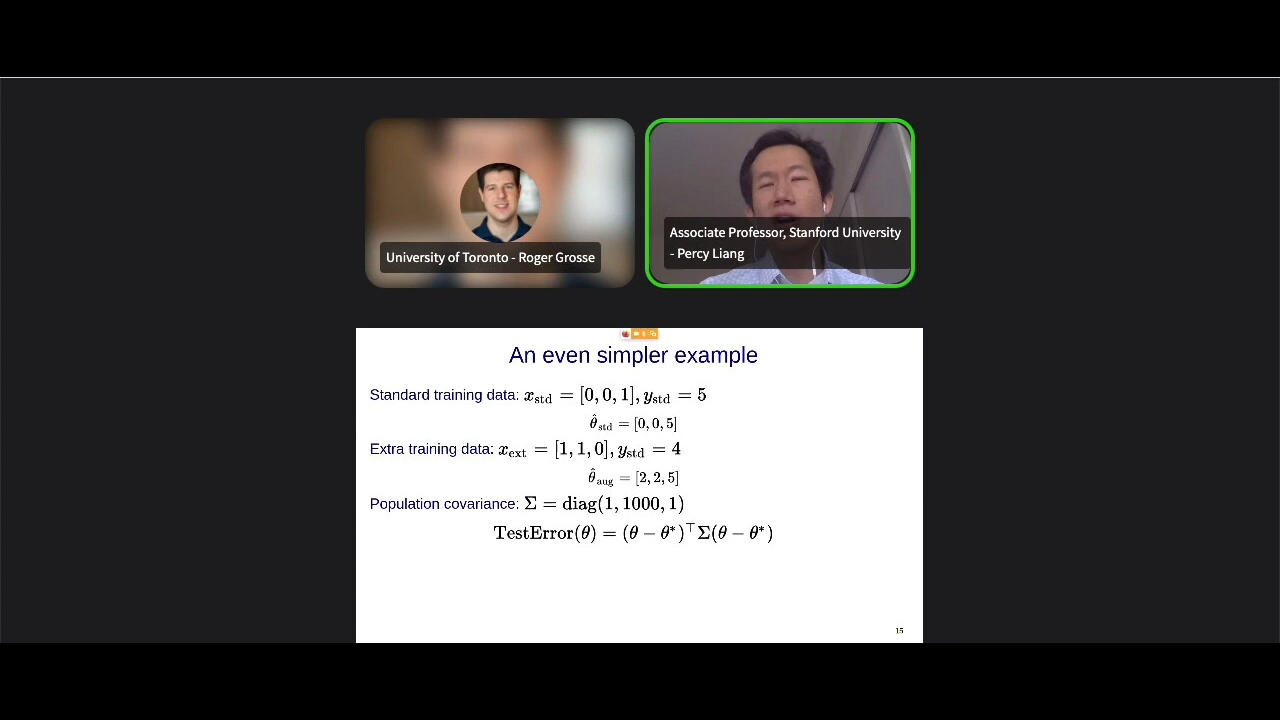 University of Toronto - Roger Grosse
Associate Professor, Stanford University
- Percy Liang
An even simpler example
Standard training data: x_std = [0, 0, 1], y_std = 5
θ̂_std = [0, 0, 5]
Extra training data: x_ext = [1, 1, 0], y_std = 4
θ̂_aug = [2, 2, 5]
Population covariance: Σ = diag(1, 1000, 1)
TestError(θ) = (θ − θ*)^⊤Σ(θ − θ*)
15